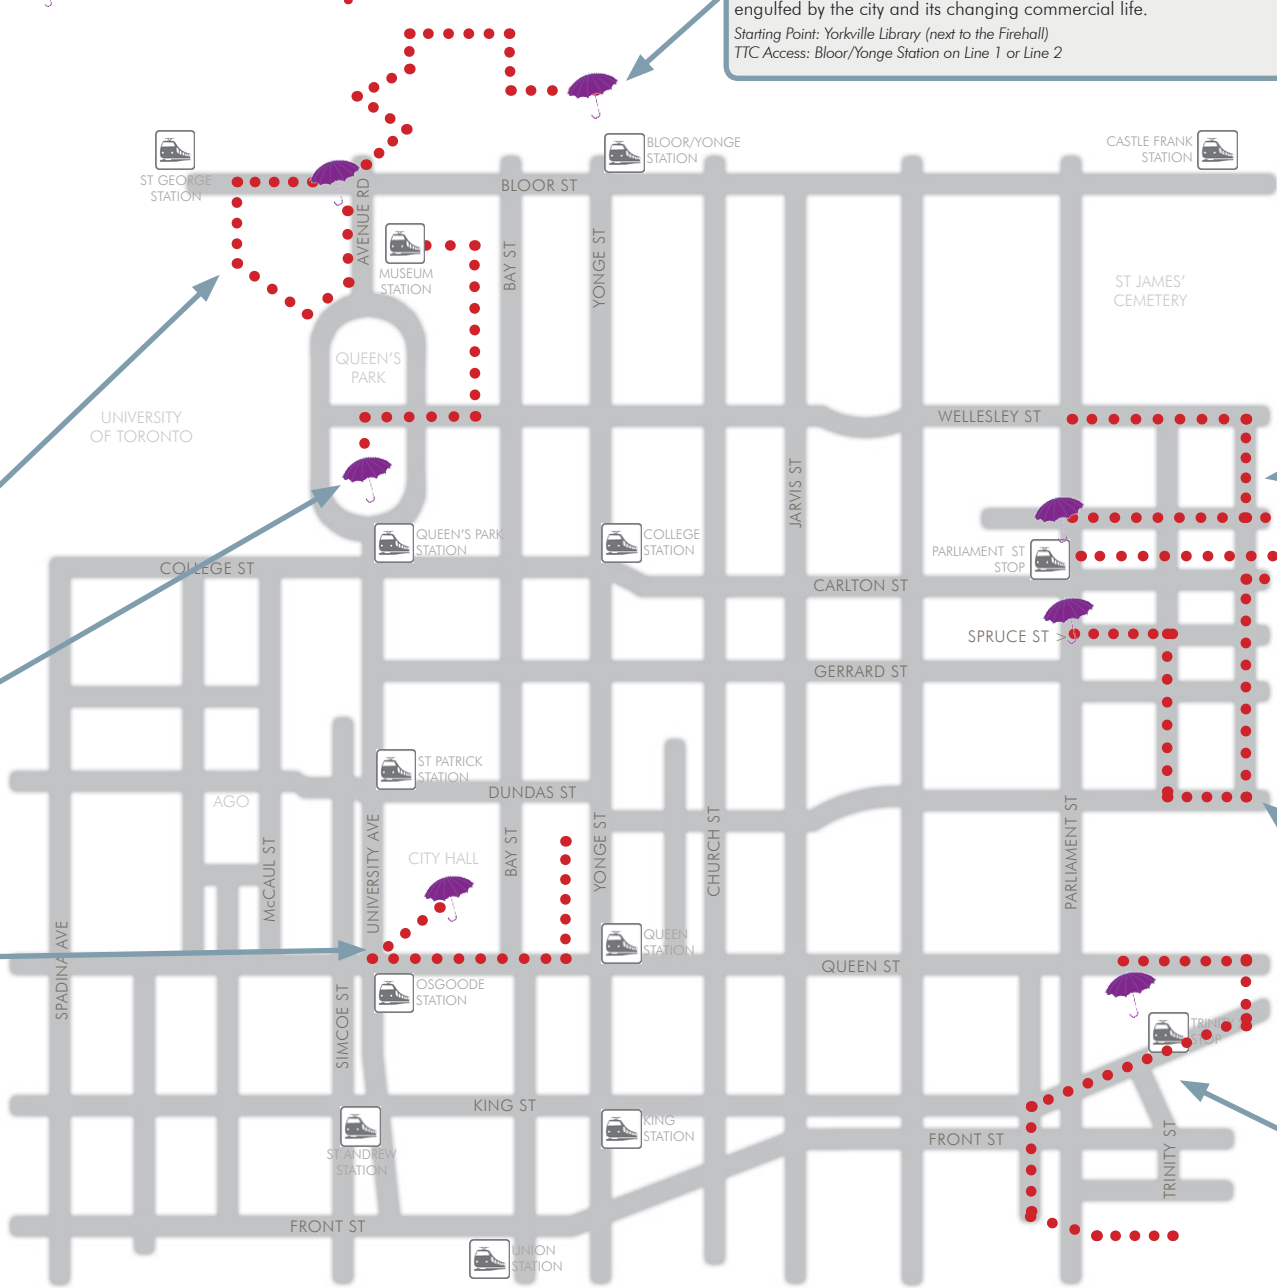 engulfed by the city and its changing commercial life.
Starting Point: Yorkville Library (next to the Firehall)
TTC Access: Bloor/Yonge Station on Line 1 or Line 2
BLOOR/YONGE
STATION
CASTLE FRANK
STATION
ST GEORGE
STATION
BLOOR ST
AVENUE RD
MUSEUM
STATION
BAY ST
YONGE ST
ST JAMES'
CEMETERY
QUEEN'S
PARK
UNIVERSITY
OF TORONTO
WELLESLEY ST
JARVIS ST
QUEEN'S PARK
STATION
COLLEGE
STATION
PARLIAMENT ST
STOP
COLLEGE ST
CARLTON ST
SPRUCE ST >
GERRARD ST
ST PATRICK
STATION
DUNDAS ST
AGO
McCAUL ST
UNIVERSITY AVE
CITY HALL
BAY ST
YONGE ST
CHURCH ST
PARLIAMENT ST
SPADINA AVE
QUEEN
STATION
QUEEN ST
OSGOODE
STATION
SIMCOE ST
TRINITY
STOP
KING ST
KING
STATION
FRONT ST
ST ANDREW
STATION
TRINITY ST
FRONT ST
UNION
STATION